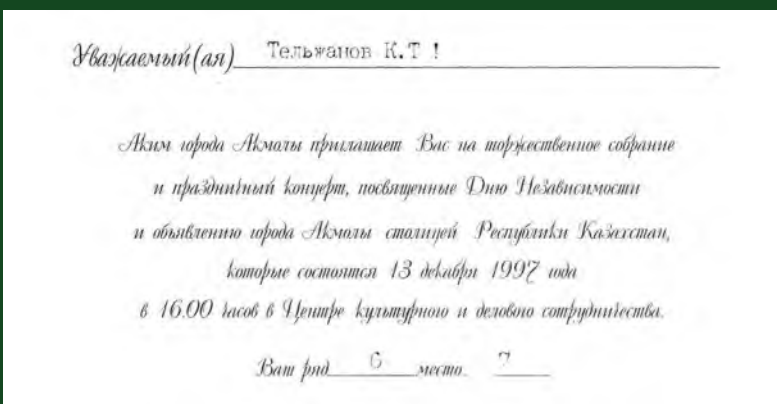 Уважаемый(ая) Тельжанов К.Т !
Аким города Акмолы приглашает Вас на торжественное собрание
и праздничный концерт, посвященные Дню Независимости
и объявлению города Акмолы столицей Республики Казахстан,
которые состоятся 13 декабря 1997 года
в 16.00 часов в Центре культурного и делового сотрудничества.
Ваш ряд 6 место 7